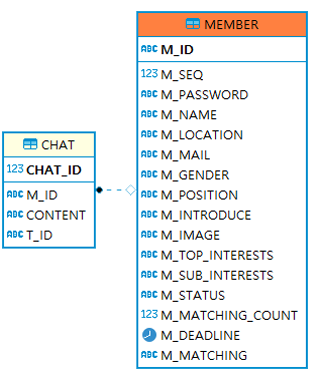 CHAT
123 CHAT_ID
ABC M_ID
ABC CONTENT
ABC T_ID
MEMBER
ABC M_ID
123 M_SEQ
ABC M_PASSWORD
ABC M_NAME
ABC M_LOCATION
ABC M_MAIL
ABC M_GENDER
ABC M_POSITION
ABC M_INTRODUCE
ABC M_IMAGE
ABC M_TOP_INTERESTS
ABC M_SUB_INTERESTS
ABC M_STATUS
123 M_MATCHING_COUNT
M_DEADLINE
ABC M_MATCHING